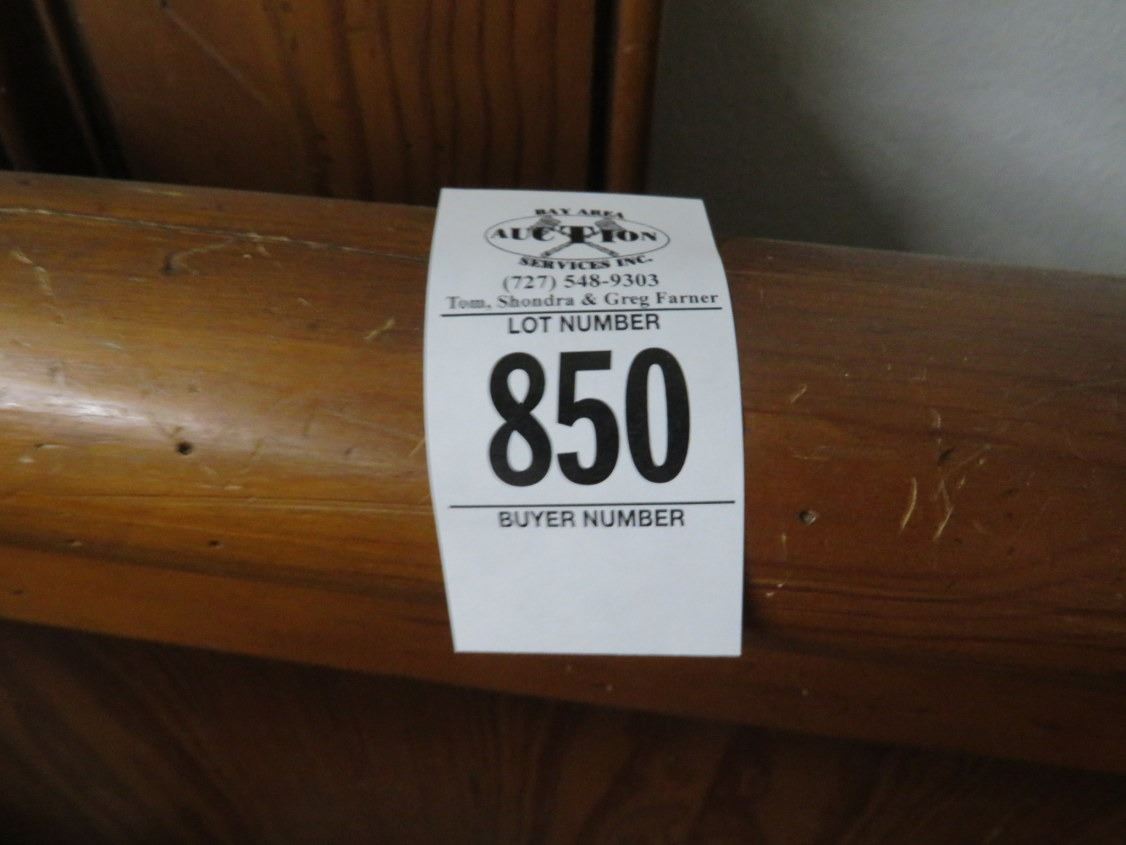 BAY AREA
AUCTION
SERVICES INC.
(727) 548-9303
Tom, Shondra & Greg Farner
LOT NUMBER
850
BUYER NUMBER